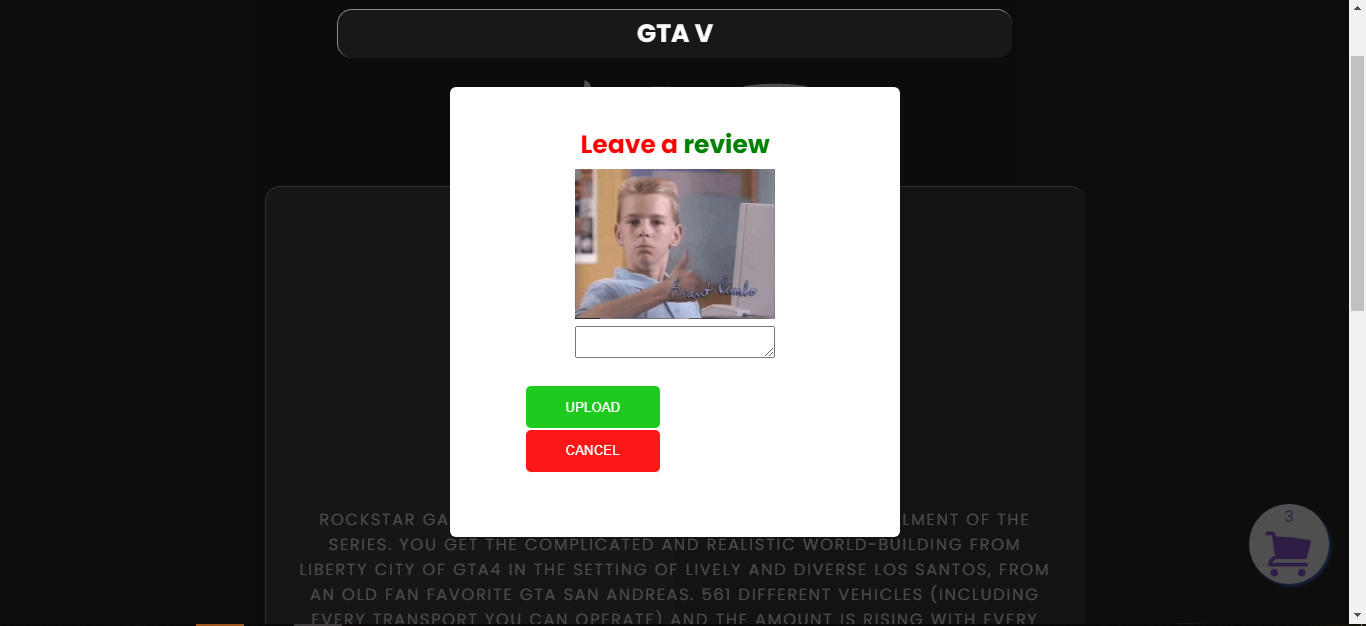 GTA V
Leave a review
Brent Rambo
UPLOAD
CANCEL
3
ROCKSTAR GA
LMENT OF THE
SERIES. YOU GET THE COMPLICATED AND REALISTIC WORLD-BUILDING FROM
LIBERTY CITY OF GTA4 IN THE SETTING OF LIVELY AND DIVERSE LOS SANTOS, FROM
AN OLD FAN FAVORITE GTA SAN ANDREAS. 561 DIFFERENT VEHICLES (INCLUDING
EVERY TRANSPORT YOU CAN OPERATE) AND THE AMOUNT IS RISING WITH EVERY